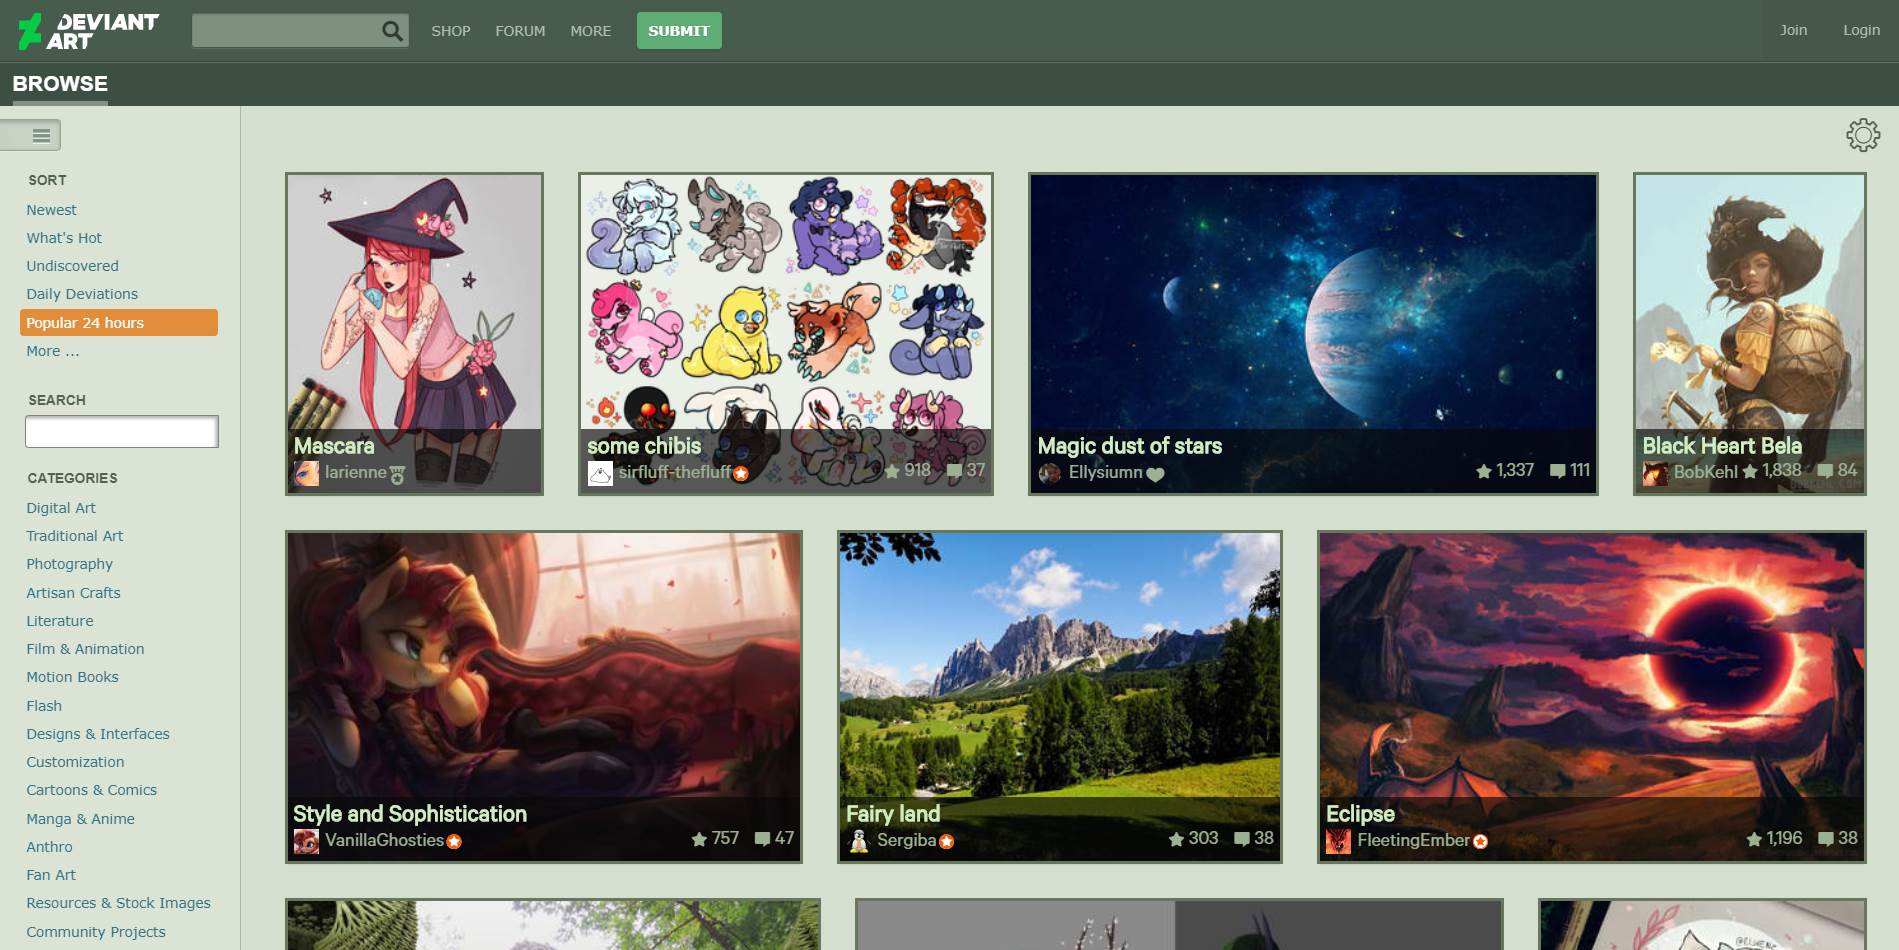 DEVIANT ART
SHOP
FORUM
MORE
SUBMIT
Join
Login
BROWSE
SORT
Newest
What's Hot
Undiscovered
Daily Deviations
Popular 24 hours
More ...
SEARCH
CATEGORIES
Digital Art
Traditional Art
Photography
Artisan Crafts
Literature
Film & Animation
Motion Books
Flash
Designs & Interfaces
Customization
Cartoons & Comics
Manga & Anime
Anthro
Fan Art
Resources & Stock Images
Community Projects
Mascara
larienne
some chibis
sirfluff-thefluff 918 37
Magic dust of stars
Ellysiumn 1,337 111
Black Heart Bela
BobKehl 1,838 84
Style and Sophistication
VanillaGhosties 757 47
Fairy land
Sergiba 303 38
Eclipse
FleetingEmber 1,196 38